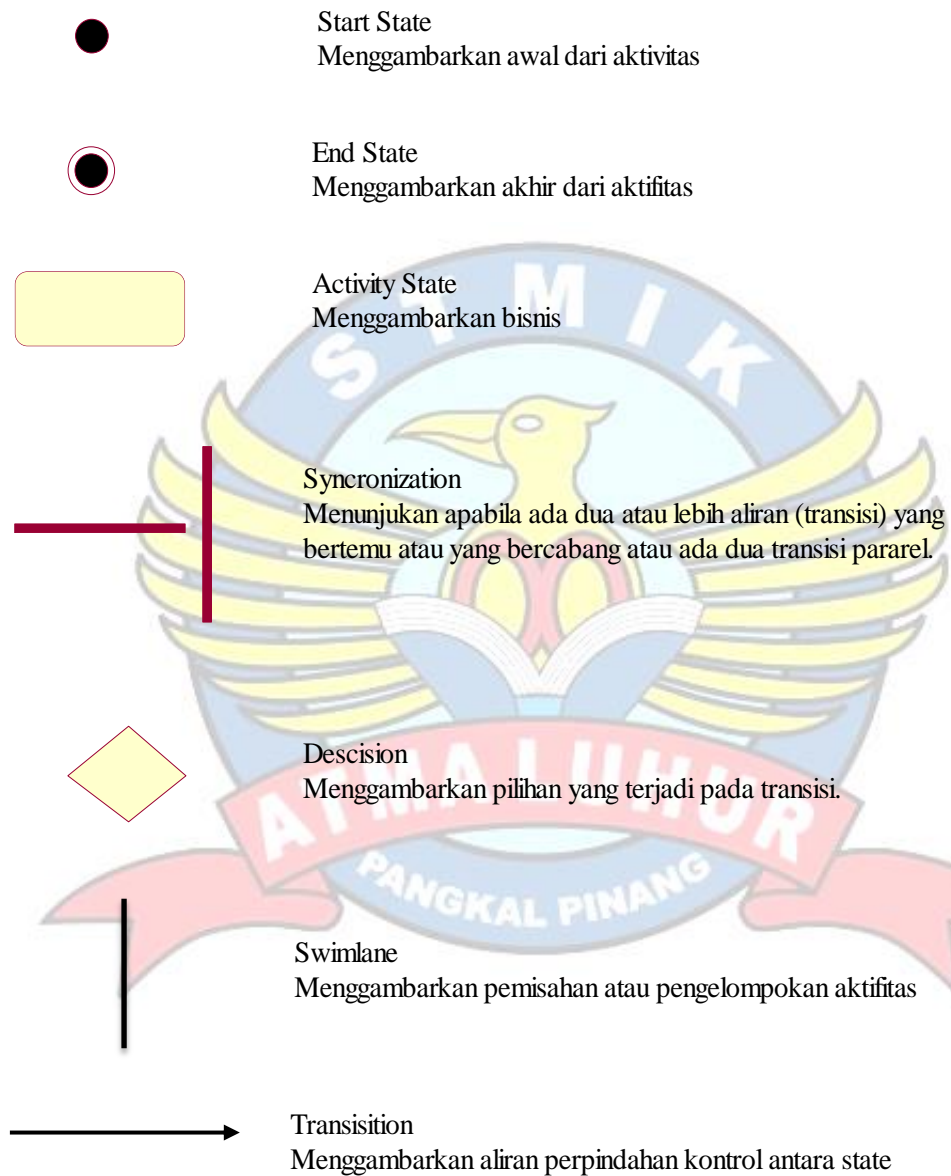 Start State
Menggambarkan awal dari aktivitas
End State
Menggambarkan akhir dari aktifitas
Activity State
Menggambarkan bisnis
STMIK
Syncronization
Menunjukan apabila ada dua atau lebih aliran (transisi) yang
bertemu atau yang bercabang atau ada dua transisi pararel.
Descision
Menggambarkan pilihan yang terjadi pada transisi.
ATMA LUHUR
PANGKAL PINANG
Swimlane
Menggambarkan pemisahan atau pengelompokan aktifitas
Transisition
Menggambarkan aliran perpindahan kontrol antara state